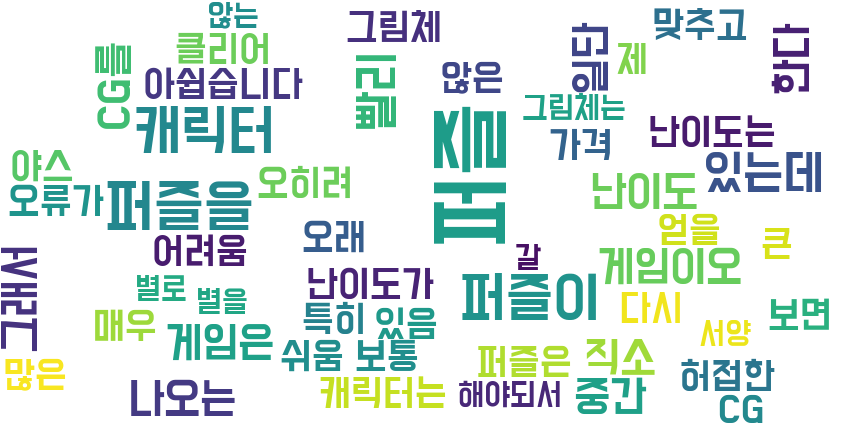 않는
그림체
맞추고
클리어
CG를
아쉽습니다
빨리
않은
일단
제
한다
캐릭터
퍼즐
그림체는
가격
난이도는
야스
오류가
퍼즐을
오히려
난이도
있는데
어려움
오래
얻을
큰
갈
그래서
별로
별을
난이도가
퍼즐이
게임이오
다시
보면
매우
게임은
특히
있음
서양
많은
쉬움
보통
퍼즐은
직소
허접한
나오는
캐릭터는
해야되서
중간
CG